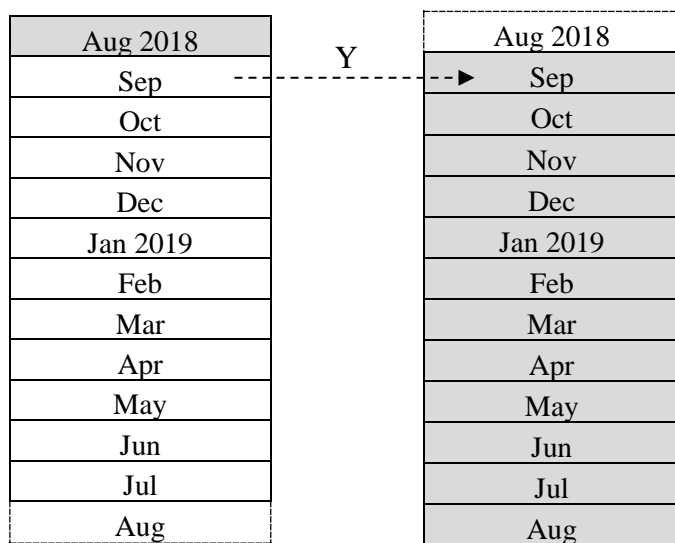 Aug 2018
Sep
Oct
Nov
Dec
Jan 2019
Feb
Mar
Apr
May
Jun
Jul
Aug
Y
Aug 2018
Sep
Oct
Nov
Dec
Jan 2019
Feb
Mar
Apr
May
Jun
Jul
Aug